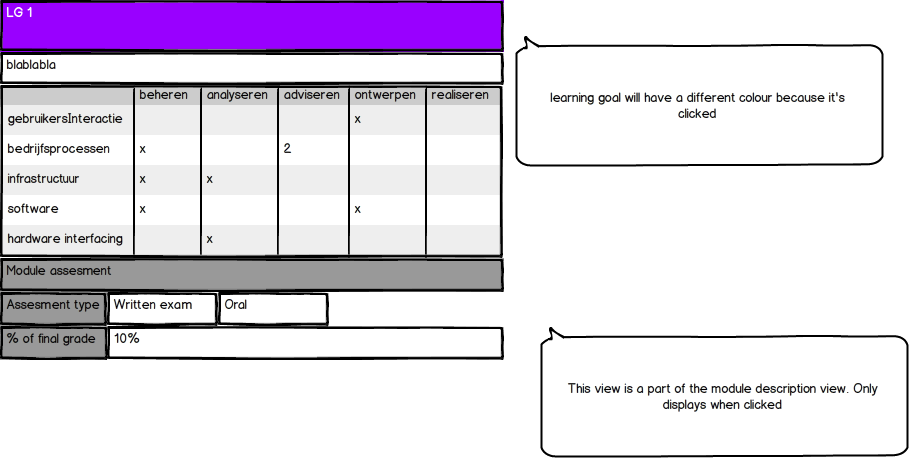 LG 1
blablabla
beheren analyseren adviseren ontwerpen realiseren
gebruikersInteractie x
bedrijfsprocessen x 2
infrastructuur x x
software x x
hardware interfacing x
Module assesment
Assesment type Written exam Oral
% of final grade 10%
learning goal will have a different colour because it's
clicked
This view is a part of the module description view. Only
displays when clicked